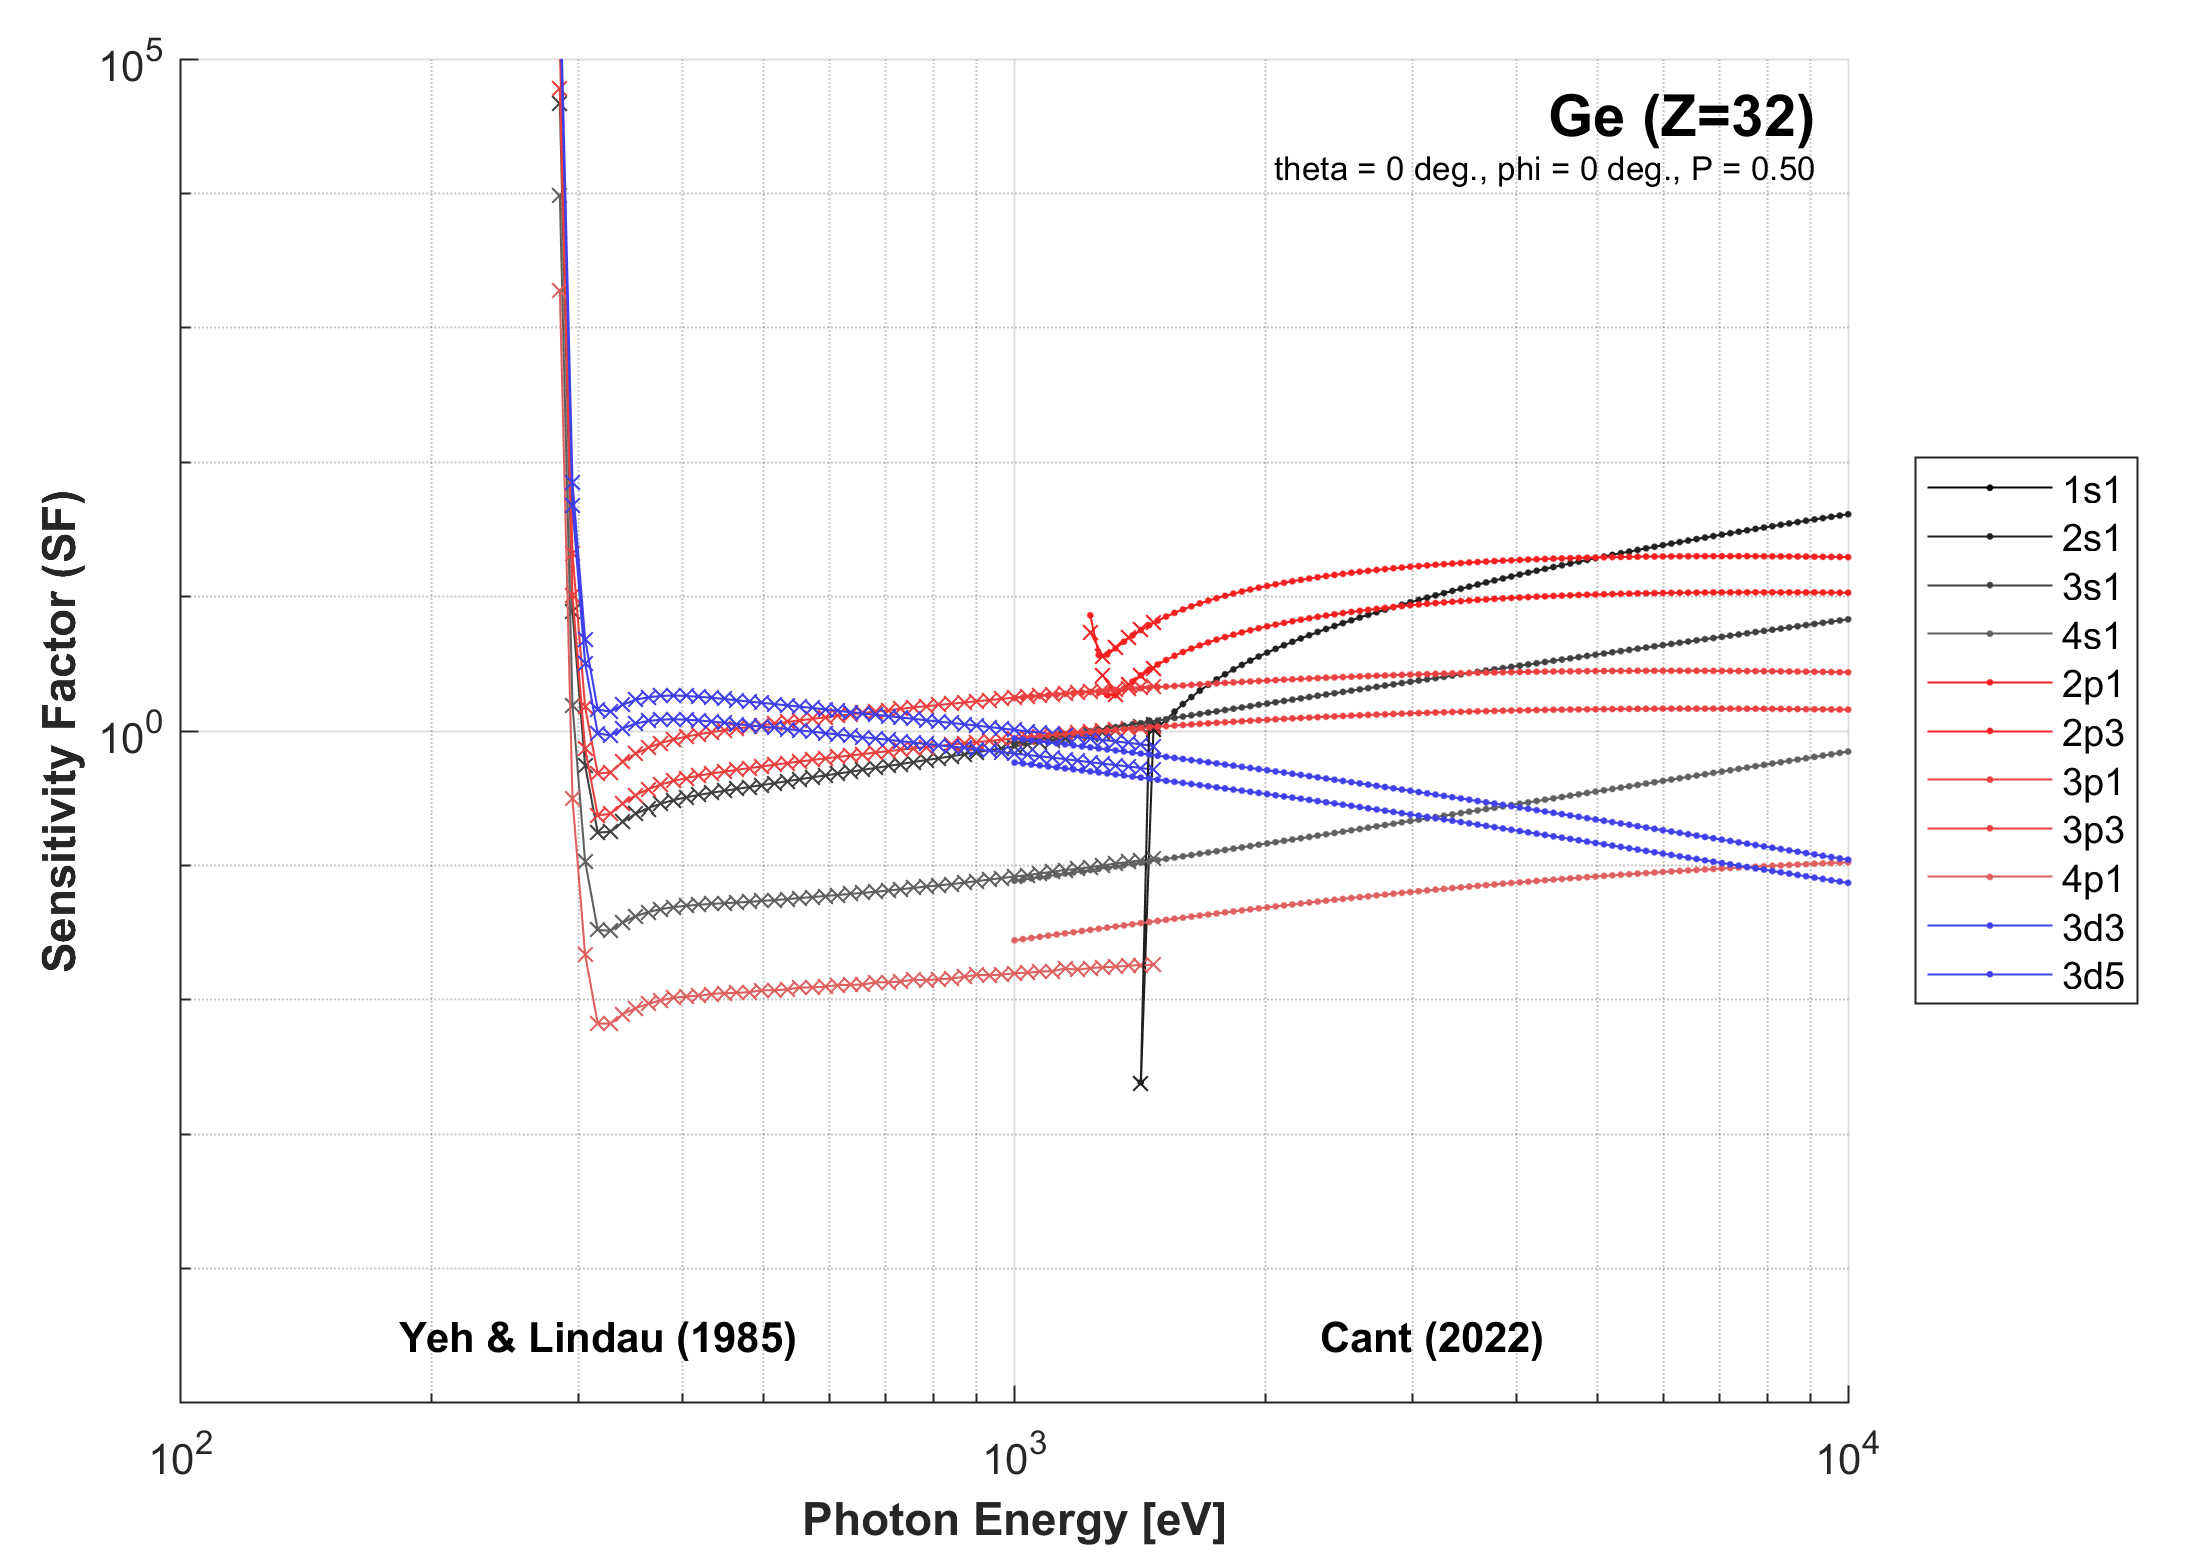 Ge (Z=32)
theta = 0 deg., phi = 0 deg., P = 0.50
10^5
10^0
Sensitivity Factor (SF)
Yeh & Lindau (1985)
Cant (2022)
10^2
10^3
10^4
Photon Energy [eV]
1s1
2s1
3s1
4s1
2p1
2p3
3p1
3p3
4p1
3d3
3d5